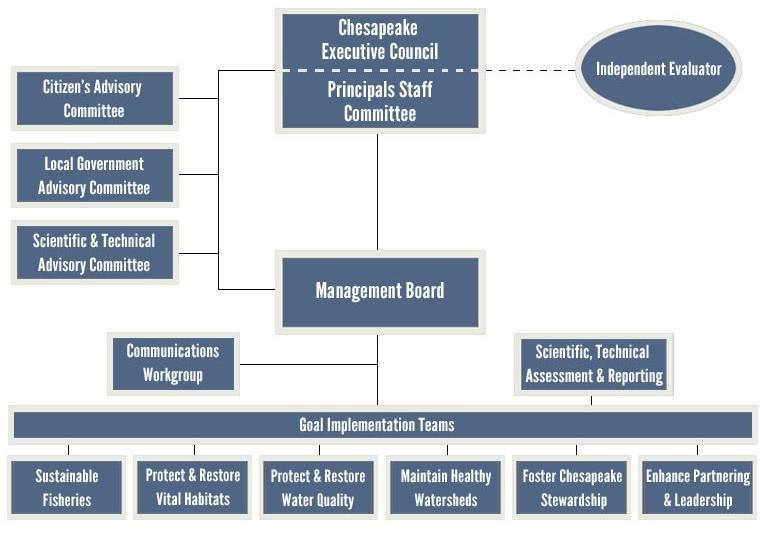 Chesapeake
Executive Council
Principals Staff
Committee
Independent Evaluator
Citizen's Advisory
Committee
Local Government
Advisory Committee
Scientific & Technical
Advisory Committee
Management Board
Communications
Workgroup
Scientific, Technical
Assessment & Reporting
Goal Implementation Teams
Sustainable
Fisheries
Protect & Restore
Vital Habitats
Protect & Restore
Water Quality
Maintain Healthy
Watersheds
Foster Chesapeake
Stewardship
Enhance Partnering
& Leadership